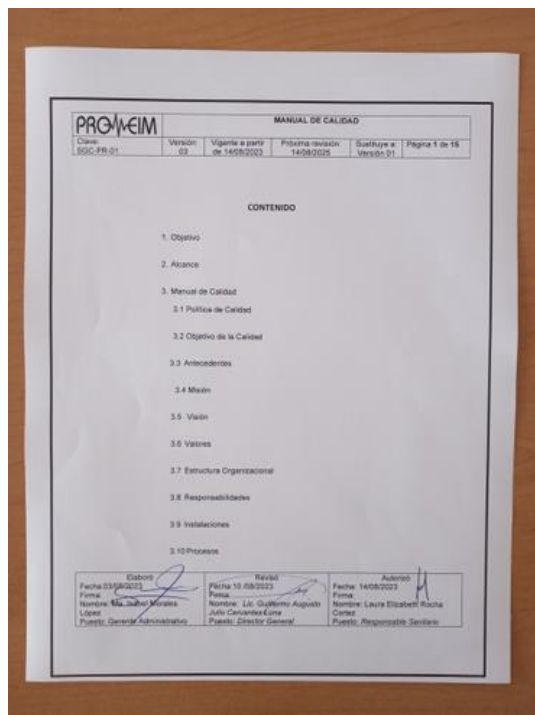 PROMEIM
MANUAL DE CALIDAD
Clave:
SGC-PR-01
Versión:
03
Vigente a partir
de 14/08/2023
Próxima revisión:
14/08/2025
Sustituye a:
Versión 01
Página 1 de 15
CONTENIDO
1. Objetivo
2. Alcance
3. Manual de Calidad
3.1 Política de Calidad
3.2 Objetivo de la Calidad
3.3 Antecedentes
3.4 Misión
3.5 Visión
3.6 Valores
3.7 Estructura Organizacional
3.8 Responsabilidades
3.9 Instalaciones
3.10 Procesos
Elaboró
Fecha:03/08/2023
Firma:
Nombre: Ma. Isabel Morales
López
Puesto: Gerente Administrativo
Revisó
Fecha:10 /08/2023
Firma:
Nombre: Lic. Guillermo Augusto
Julio Cervantes Luna
Puesto: Director General
Autorizó
Fecha: 14/08/2023
Firma:
Nombre: Laura Elizabeth Rocha
Cortez
Puesto: Responsable Sanitario